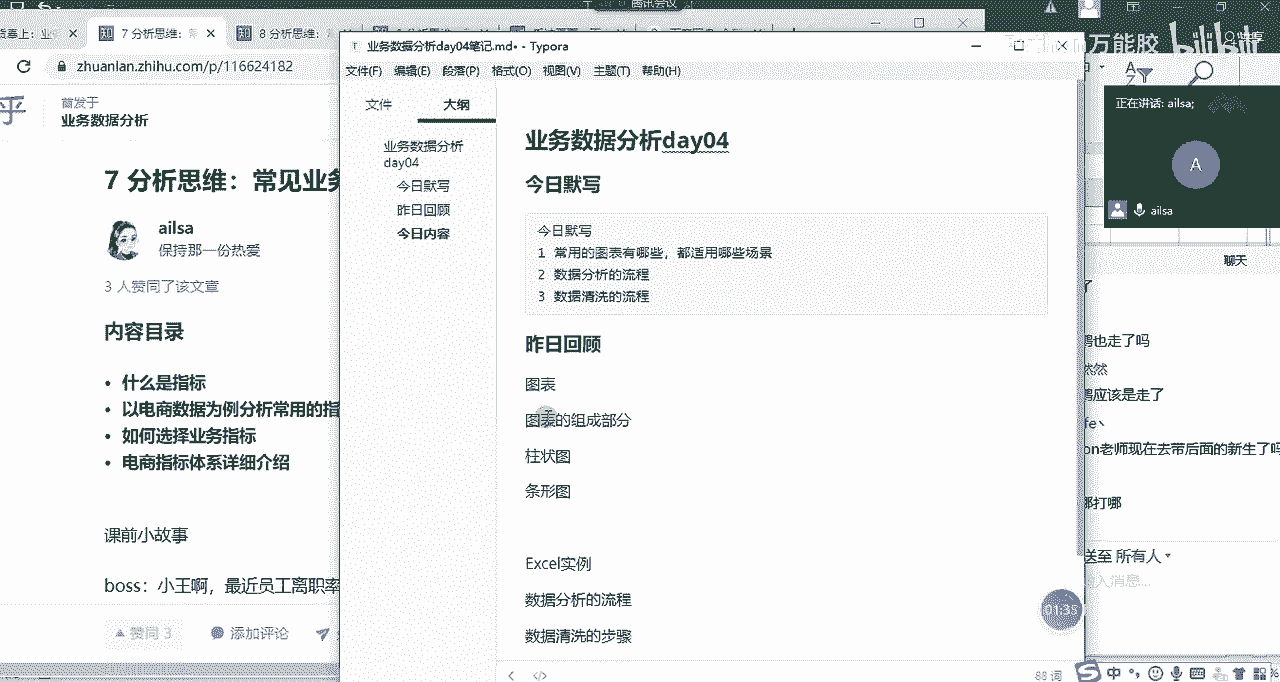 腾讯会议
7 分析思维：
8 分析思维：
zhuanlan.zhihu.com/p/116624182
首发于
业务数据分析
7 分析思维：常见业务
ailsa
保持那一份热爱
3 人赞同了该文章
内容目录
• 什么是指标
• 以电商数据为例分析常用的指
• 如何选择业务指标
• 电商指标体系详细介绍
课前小故事
boss：小王啊，最近员工离职率
赞同 3
添加评论
业务数据分析day04笔记.md• - Typora
文件(F) 编辑(E) 段落(P) 格式(O) 视图(V) 主题(T) 帮助(H)
文件 大纲
业务数据分析
day04
今日默写
昨日回顾
今日内容
业务数据分析day04
今日默写
今日默写
1 常用的图表有哪些，都适用哪些场景
2 数据分析的流程
3 数据清洗的流程
昨日回顾
图表
图表的组成部分
柱状图
条形图
Excel实例
数据分析的流程
数据清洗的步骤
88 词
01:35
万能胶
bilibili
正在讲话: ailsa;
A
ailsa
聊天
也走了吗
然然
应该是走了
on老师现在去带后面的新生了吗
那打哪
送至 所有人
输入消息...
中